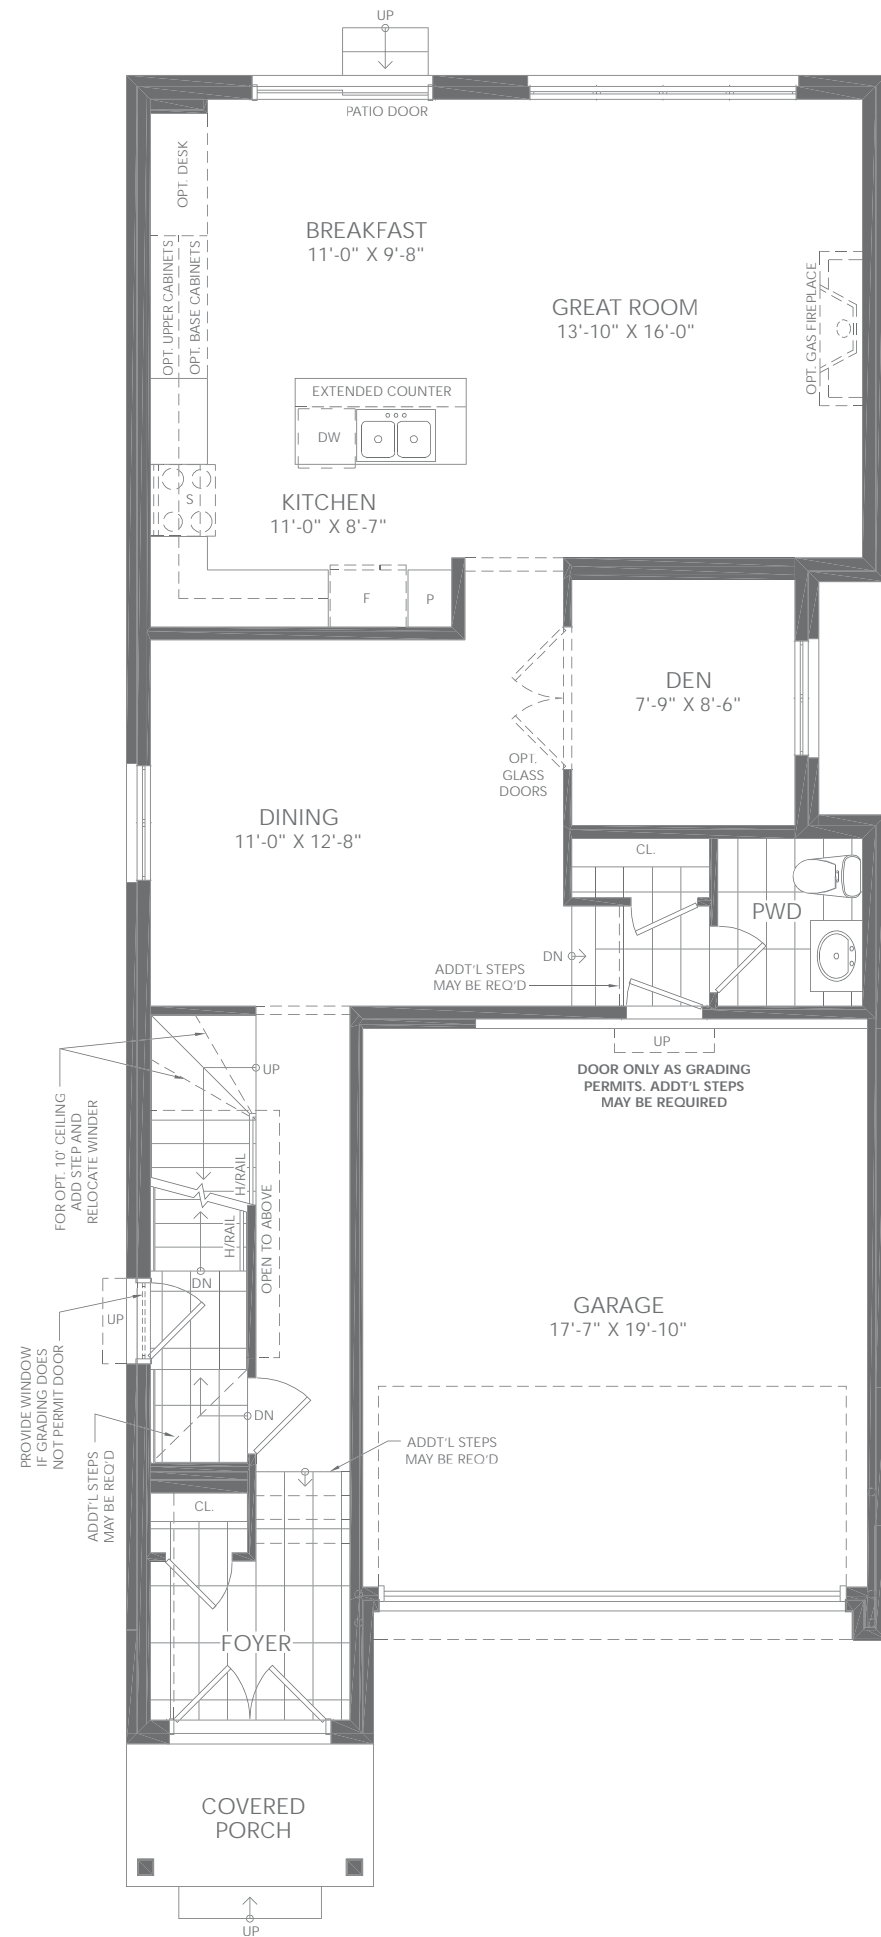 UP
PATIO DOOR
OPT. DESK
BREAKFAST
11'-0" X 9'-8"
OPT. UPPER CABINETS
OPT. BASE CABINETS
GREAT ROOM
13'-10" X 16'-0"
OPT. GAS FIREPLACE
EXTENDED COUNTER
DW
S
KITCHEN
11'-0" X 8'-7"
F
P
DEN
7'-9" X 8'-6"
OPT.
GLASS
DOORS
DINING
11'-0" X 12'-8"
CL.
PWD
DN
ADDT'L STEPS
MAY BE REQ'D
UP
DOOR ONLY AS GRADING
PERMITS. ADDT'L STEPS
MAY BE REQUIRED
UP
FOR OPT. 10' CEILING
ADD STEP AND
RELOCATE WINDER
H/RAIL
H/RAIL
OPEN TO ABOVE
DN
UP
PROVIDE WINDOW
IF GRADING DOES
NOT PERMIT DOOR
GARAGE
17'-7" X 19'-10"
DN
ADDT'L STEPS
MAY BE REQ'D
ADDT'L STEPS
MAY BE REQ'D
CL.
FOYER
COVERED
PORCH
UP